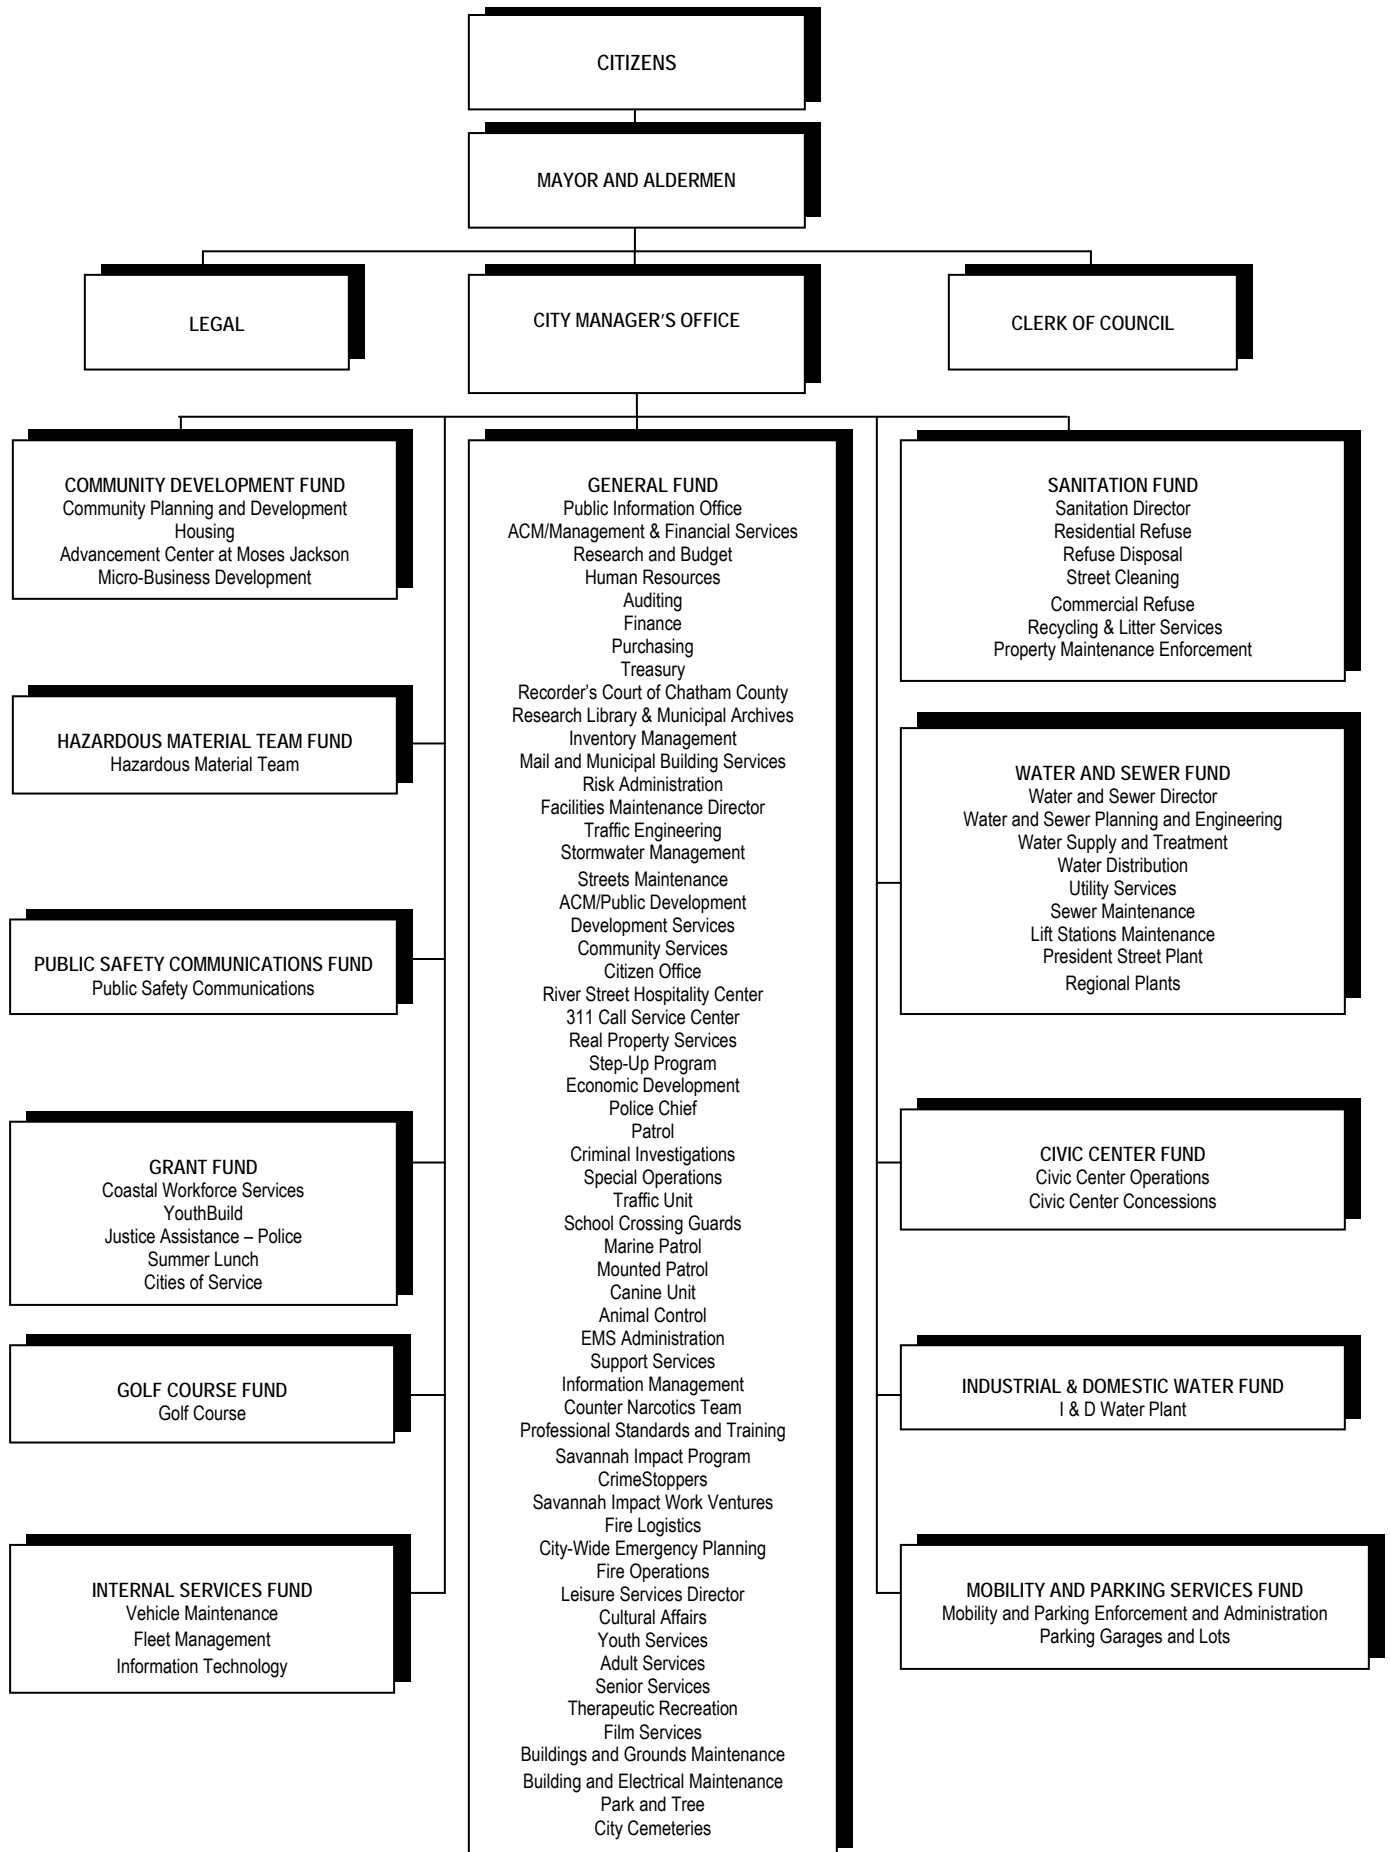 CITIZENS
MAYOR AND ALDERMEN
LEGAL
CITY MANAGER'S OFFICE
CLERK OF COUNCIL
COMMUNITY DEVELOPMENT FUND
Community Planning and Development
Housing
Advancement Center at Moses Jackson
Micro-Business Development
HAZARDOUS MATERIAL TEAM FUND
Hazardous Material Team
PUBLIC SAFETY COMMUNICATIONS FUND
Public Safety Communications
GRANT FUND
Coastal Workforce Services
YouthBuild
Justice Assistance – Police
Summer Lunch
Cities of Service
GOLF COURSE FUND
Golf Course
INTERNAL SERVICES FUND
Vehicle Maintenance
Fleet Management
Information Technology
GENERAL FUND
Public Information Office
ACM/Management & Financial Services
Research and Budget
Human Resources
Auditing
Finance
Purchasing
Treasury
Recorder's Court of Chatham County
Research Library & Municipal Archives
Inventory Management
Mail and Municipal Building Services
Risk Administration
Facilities Maintenance Director
Traffic Engineering
Stormwater Management
Streets Maintenance
ACM/Public Development
Development Services
Community Services
Citizen Office
River Street Hospitality Center
311 Call Service Center
Real Property Services
Step-Up Program
Economic Development
Police Chief
Patrol
Criminal Investigations
Special Operations
Traffic Unit
School Crossing Guards
Marine Patrol
Mounted Patrol
Canine Unit
Animal Control
EMS Administration
Support Services
Information Management
Counter Narcotics Team
Professional Standards and Training
Savannah Impact Program
CrimeStoppers
Savannah Impact Work Ventures
Fire Logistics
City-Wide Emergency Planning
Fire Operations
Leisure Services Director
Cultural Affairs
Youth Services
Adult Services
Senior Services
Therapeutic Recreation
Film Services
Buildings and Grounds Maintenance
Building and Electrical Maintenance
Park and Tree
City Cemeteries
SANITATION FUND
Sanitation Director
Residential Refuse
Refuse Disposal
Street Cleaning
Commercial Refuse
Recycling & Litter Services
Property Maintenance Enforcement
WATER AND SEWER FUND
Water and Sewer Director
Water and Sewer Planning and Engineering
Water Supply and Treatment
Water Distribution
Utility Services
Sewer Maintenance
Lift Stations Maintenance
President Street Plant
Regional Plants
CIVIC CENTER FUND
Civic Center Operations
Civic Center Concessions
INDUSTRIAL & DOMESTIC WATER FUND
I & D Water Plant
MOBILITY AND PARKING SERVICES FUND
Mobility and Parking Enforcement and Administration
Parking Garages and Lots